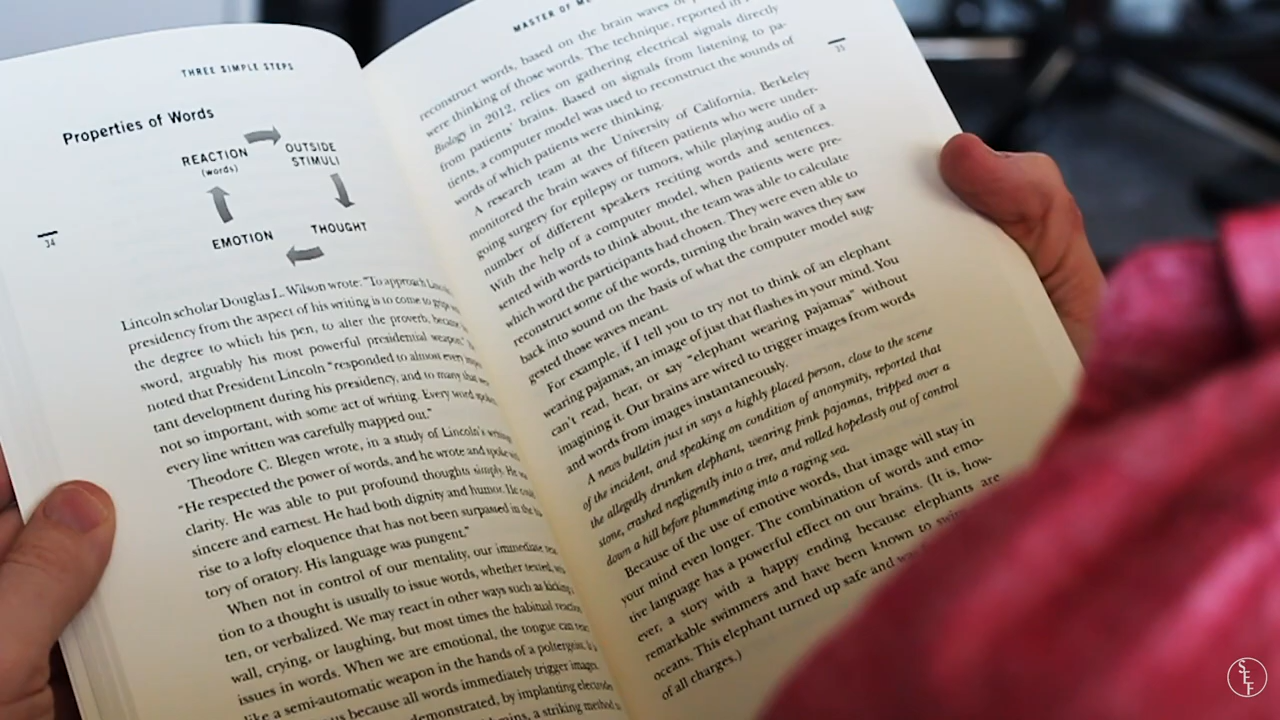 THREE SIMPLE STEPS
Properties of Words
REACTION
(words)
OUTSIDE
STIMULI
THOUGHT
EMOTION
34
Lincoln scholar Douglas L. Wilson wrote: “To approach
presidency from the aspect of his writing is to come to
the degree to which his pen, to alter the proverb,
sword, arguably his most powerful presidential weapon.”
noted that President Lincoln “responded to almost every
tant development during his presidency, and to many that
not so important, with some act of writing. Every word
every line written was carefully mapped out.”
Theodore C. Blegen wrote, in a study of Lincoln's
“He respected the power of words, and he wrote and
clarity. He was able to put profound thoughts simply. He
sincere and earnest. He had both dignity and humor. He
rise to a lofty eloquence that has not been surpassed in the
tory of oratory. His language was pungent.”
When not in control of our mentality, our immediate
tion to a thought is usually to issue words, whether texted,
ten, or verbalized. We may react in other ways such as kicking
wall, crying, or laughing, but most times the habitual
issues in words. When we are emotional, the tongue can
like a semi-automatic weapon in the hands of a poltergeist.
because all words immediately trigger
demonstrated, by implanting
a striking method
MASTER OF
35
reconstruct words, based on the brain waves of
were thinking of those words. The technique, reported in
Biology in 2012, relies on gathering electrical signals directly
from patients' brains. Based on signals from listening to pa-
tients, a computer model was used to reconstruct the sounds of
words of which patients were thinking.
A research team at the University of California, Berkeley
monitored the brain waves of fifteen patients who were under-
going surgery for epilepsy or tumors, while playing audio of a
number of different speakers reciting words and sentences.
With the help of a computer model, when patients were pre-
sented with words to think about, the team was able to calculate
which word the participants had chosen. They were even able to
reconstruct some of the words, turning the brain waves they saw
back into sound on the basis of what the computer model sug-
gested those waves meant.
For example, if I tell you to try not to think of an elephant
wearing pajamas, an image of just that flashes in your mind. You
can't read, hear, or say “elephant wearing pajamas” without
imagining it. Our brains are wired to trigger images from words
and words from images instantaneously.
A news bulletin just in says a highly placed person, close to the scene
of the incident, and speaking on condition of anonymity, reported that
the allegedly drunken elephant, wearing pink pajamas, tripped over a
stone, crashed negligently into a tree, and rolled hopelessly out of control
down a hill before plummeting into a raging sea.
Because of the use of emotive words, that image will stay in
your mind even longer. The combination of words and emo-
tive language has a powerful effect on our brains. (It is, how-
ever, a story with a happy ending because elephants are
remarkable swimmers and have been known to
oceans. This elephant turned up safe and
of all charges.)
SELF